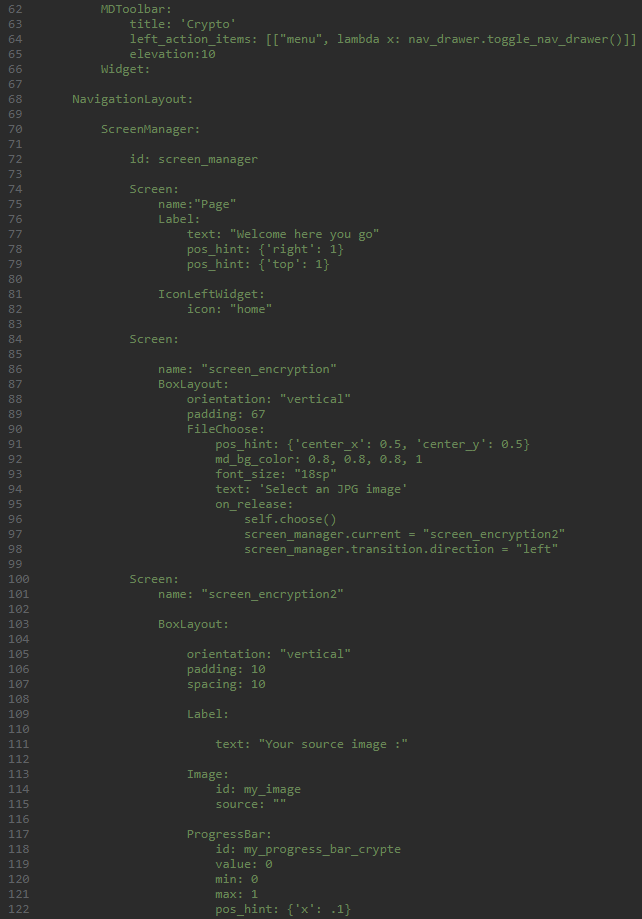 62 MDToolbar:
63 title: 'Crypto'
64 left_action_items: [["menu", lambda x: nav_drawer.toggle_nav_drawer()]]
65 elevation:10
66 Widget:
67
68 NavigationLayout:
69
70 ScreenManager:
71
72 id: screen_manager
73
74 Screen:
75 name:"Page"
76 Label:
77 text: "Welcome here you go"
78 pos_hint: {'right': 1}
79 pos_hint: {'top': 1}
80
81 IconLeftWidget:
82 icon: "home"
83
84 Screen:
85
86 name: "screen_encryption"
87 BoxLayout:
88 orientation: "vertical"
89 padding: 67
90 FileChoose:
91 pos_hint: {'center_x': 0.5, 'center_y': 0.5}
92 md_bg_color: 0.8, 0.8, 0.8, 1
93 font_size: "18sp"
94 text: 'Select an JPG image'
95 on_release:
96 self.choose()
97 screen_manager.current = "screen_encryption2"
98 screen_manager.transition.direction = "left"
99
100 Screen:
101 name: "screen_encryption2"
102
103 BoxLayout:
104
105 orientation: "vertical"
106 padding: 10
107 spacing: 10
108
109 Label:
110
111 text: "Your source image :"
112
113 Image:
114 id: my_image
115 source: ""
116
117 ProgressBar:
118 id: my_progress_bar_crypte
119 value: 0
120 min: 0
121 max: 1
122 pos_hint: {'x': .1}